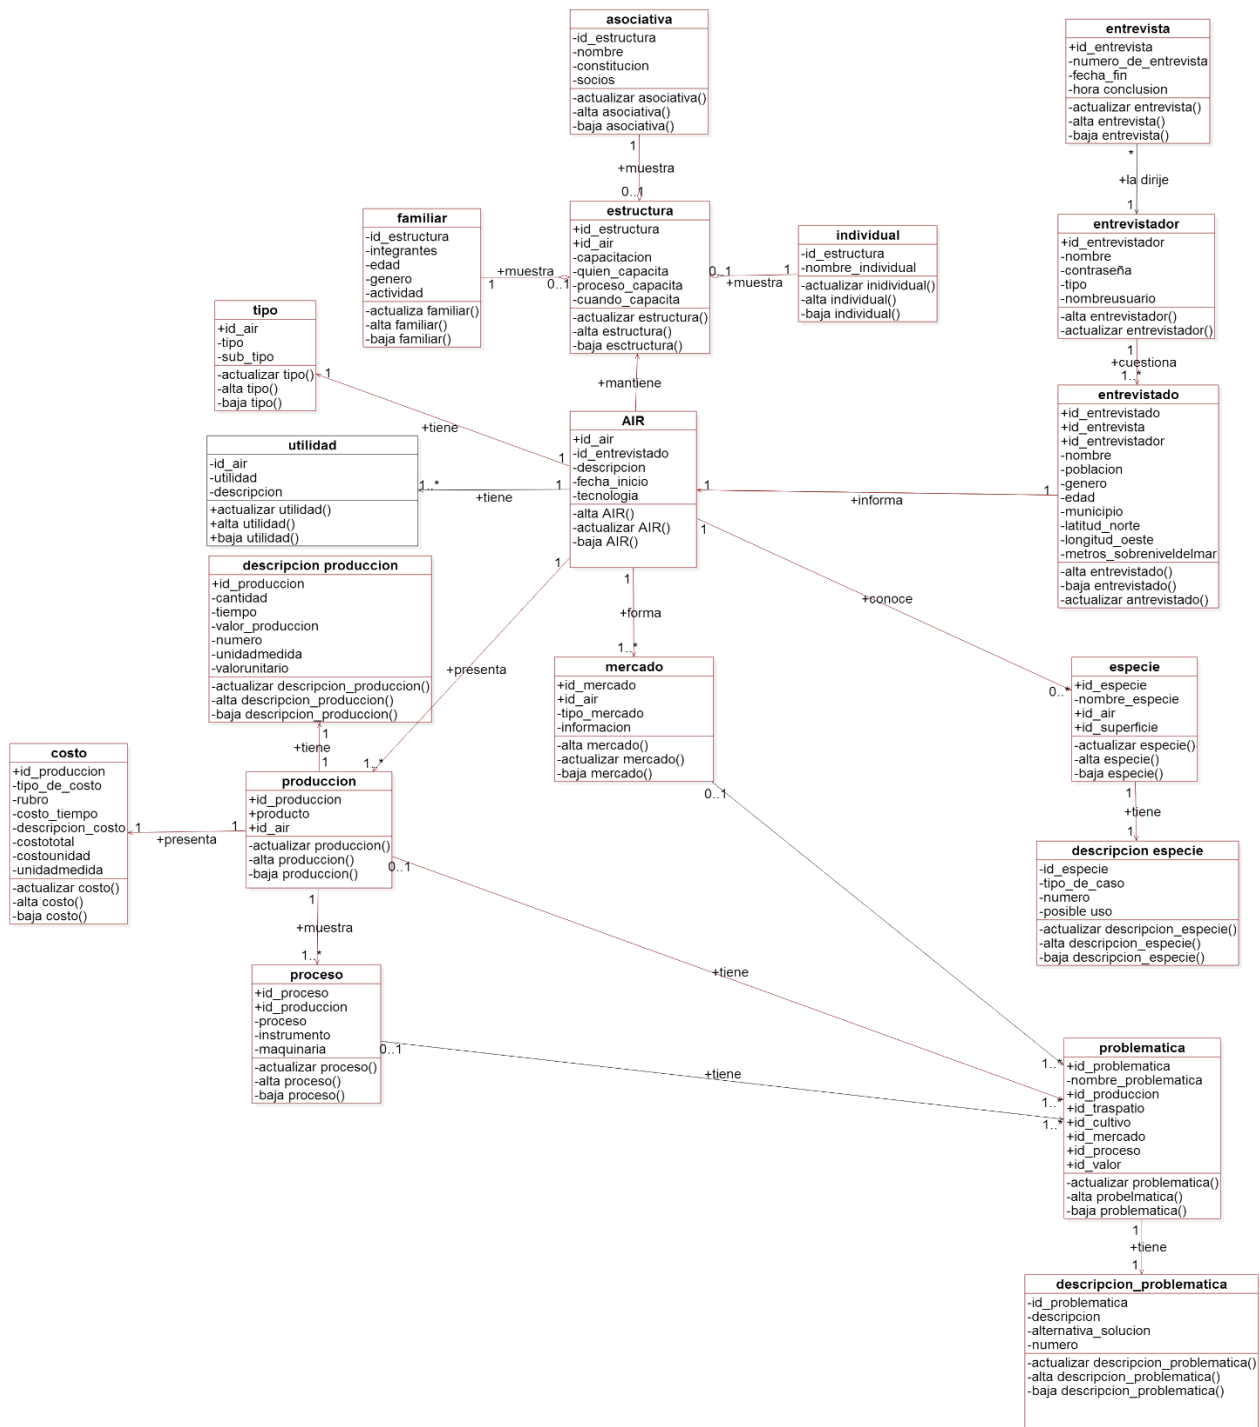 asociativa
-id_estructura
-nombre
-constitucion
-socios
-actualizar asociativa()
-alta asociativa()
-baja asociativa()
1
+muestra
0..1
entrevista
+id_entrevista
-numero_de_entrevista
-fecha_fin
-hora conclusion
-actualizar entrevista()
-alta entrevista()
-baja entrevista()
*
+la dirije
1
familiar
-id_estructura
-integrantes
-edad
-genero
-actividad
-actualiza familiar()
-alta familiar()
-baja familiar()
+muestra
1
0..1
estructura
+id_estructura
+id_air
-capacitacion
-quien_capacita
-proceso_capacita
-cuando_capacita
-actualizar estructura()
-alta estructura()
-baja esctructura()
0..1
1
+muestra
individual
-id_estructura
-nombre_individual
-actualizar inidividual()
-alta individual()
-baja individual()
entrevistador
+id_entrevistador
-nombre
-contraseña
-tipo
-nombreusuario
-alta entrevistador()
-actualizar entrevistador()
1
+cuestiona
1..*
tipo
+id_air
-tipo
-sub_tipo
-actualizar tipo()
-alta tipo()
-baja tipo()
1
+tiene
1
+mantiene
AIR
+id_air
-id_entrevistado
-descripcion
-fecha_inicio
-tecnologia
-alta AIR()
-actualizar AIR()
-baja AIR()
entrevistado
+id_entrevistado
+id_entrevista
+id_entrevistador
-nombre
-poblacion
-genero
-edad
-municipio
-latitud_norte
-longitud_oeste
-metros_sobreniveldelmar
-alta entrevistado()
-baja entrevistado()
-actualizar antrevistado()
1
+informa
1
utilidad
-id_air
-utilidad
-descripcion
+actualizar utilidad()
+alta utilidad()
+baja utilidad()
1..*
+tiene
1
descripcion produccion
+id_produccion
-cantidad
-tiempo
-valor_produccion
-numero
-unidadmedida
-valorunitario
-actualizar descripcion_produccion()
-alta descripcion_produccion()
-baja descripcion_produccion()
1
+tiene
1
1
+presenta
1..*
1
+forma
1..*
1
+conoce
0..*
mercado
+id_mercado
+id_air
-tipo_mercado
-informacion
-alta mercado()
-actualizar mercado()
-baja mercado()
0..1
especie
+id_especie
-nombre_especie
+id_air
+id_superficie
-actualizar especie()
-alta especie()
-baja especie()
1
+tiene
1
costo
+id_produccion
-tipo_de_costo
-rubro
-costo_tiempo
-descripcion_costo
-costototal
-costounidad
-unidadmedida
-actualizar costo()
-alta costo()
-baja costo()
1
+presenta
1
produccion
+id_produccion
+producto
+id_air
-actualizar produccion()
-alta produccion()
-baja produccion()
0..1
1
+muestra
1..*
descripcion especie
-id_especie
-tipo_de_caso
-numero
-posible uso
-actualizar descripcion_especie()
-alta descripcion_especie()
-baja descripcion_especie()
+tiene
proceso
+id_proceso
+id_produccion
-proceso
-instrumento
-maquinaria
-actualizar proceso()
-alta proceso()
-baja proceso()
0..1
+tiene
1..*
1..*
1..*
problematica
+id_problematica
-nombre_problematica
+id_produccion
+id_traspatio
+id_cultivo
+id_mercado
+id_proceso
+id_valor
-actualizar problematica()
-alta probelmatica()
-baja problematica()
1
+tiene
1
descripcion_problematica
-id_problematica
-descripcion
-alternativa_solucion
-numero
-actualizar descripcion_problematica()
-alta descripcion_problematica()
-baja descripcion_problematica()